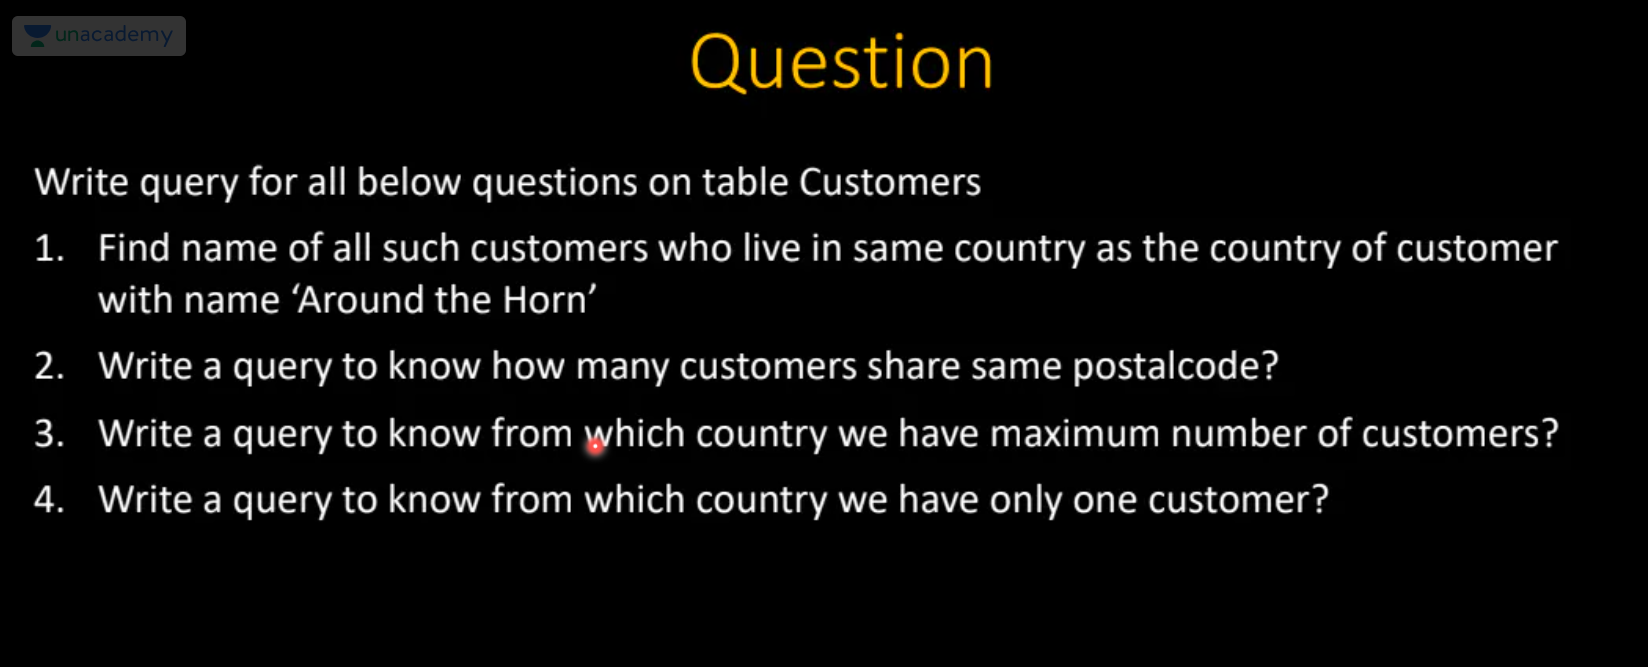 unacademy
Question
Write query for all below questions on table Customers
1. Find name of all such customers who live in same country as the country of customer
with name ‘Around the Horn’
2. Write a query to know how many customers share same postalcode?
3. Write a query to know from which country we have maximum number of customers?
4. Write a query to know from which country we have only one customer?